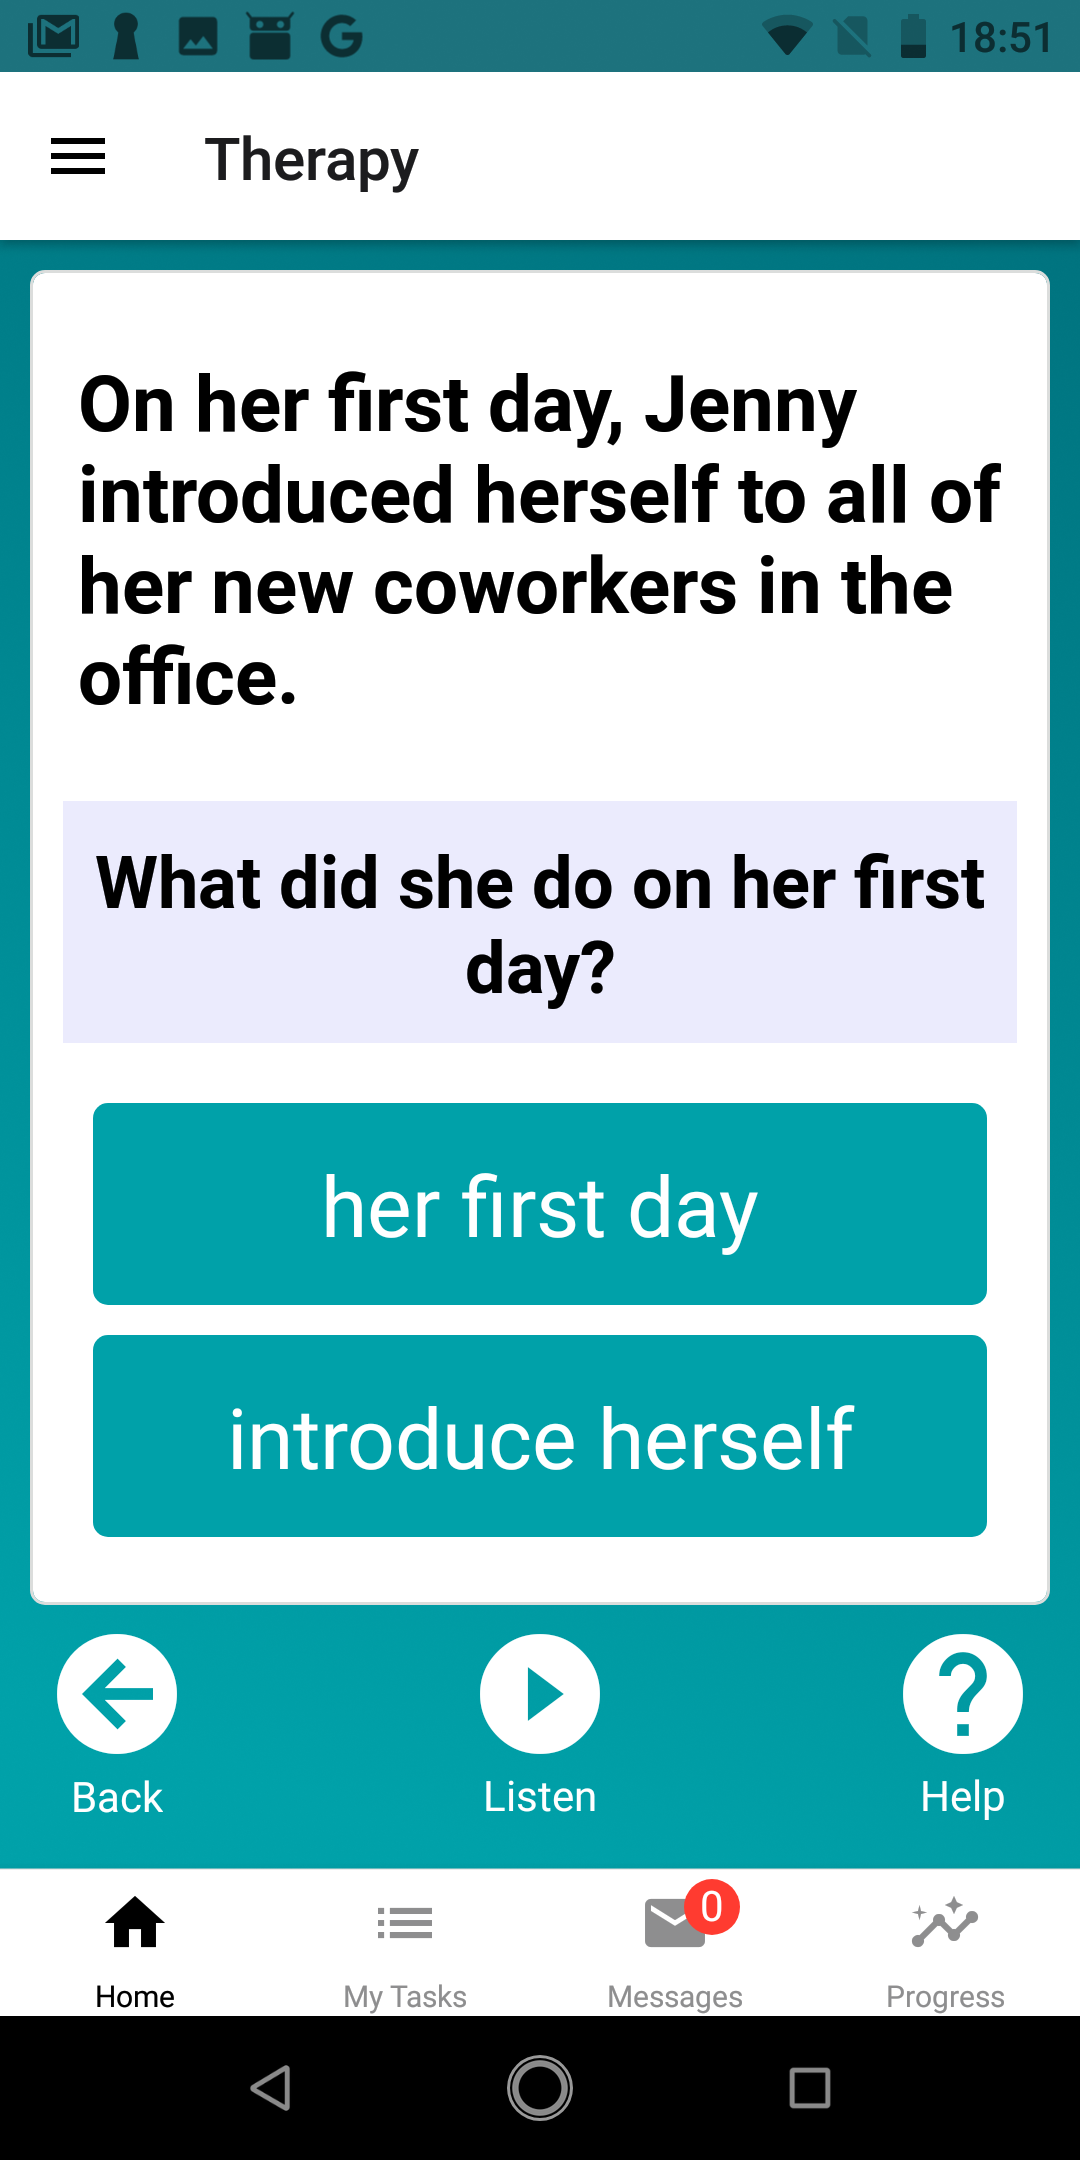 18:51
Therapy
On her first day, Jenny
introduced herself to all of
her new coworkers in the
office.
What did she do on her first
day?
her first day
introduce herself
Back
Listen
Help
0
Home
My Tasks
Messages
Progress